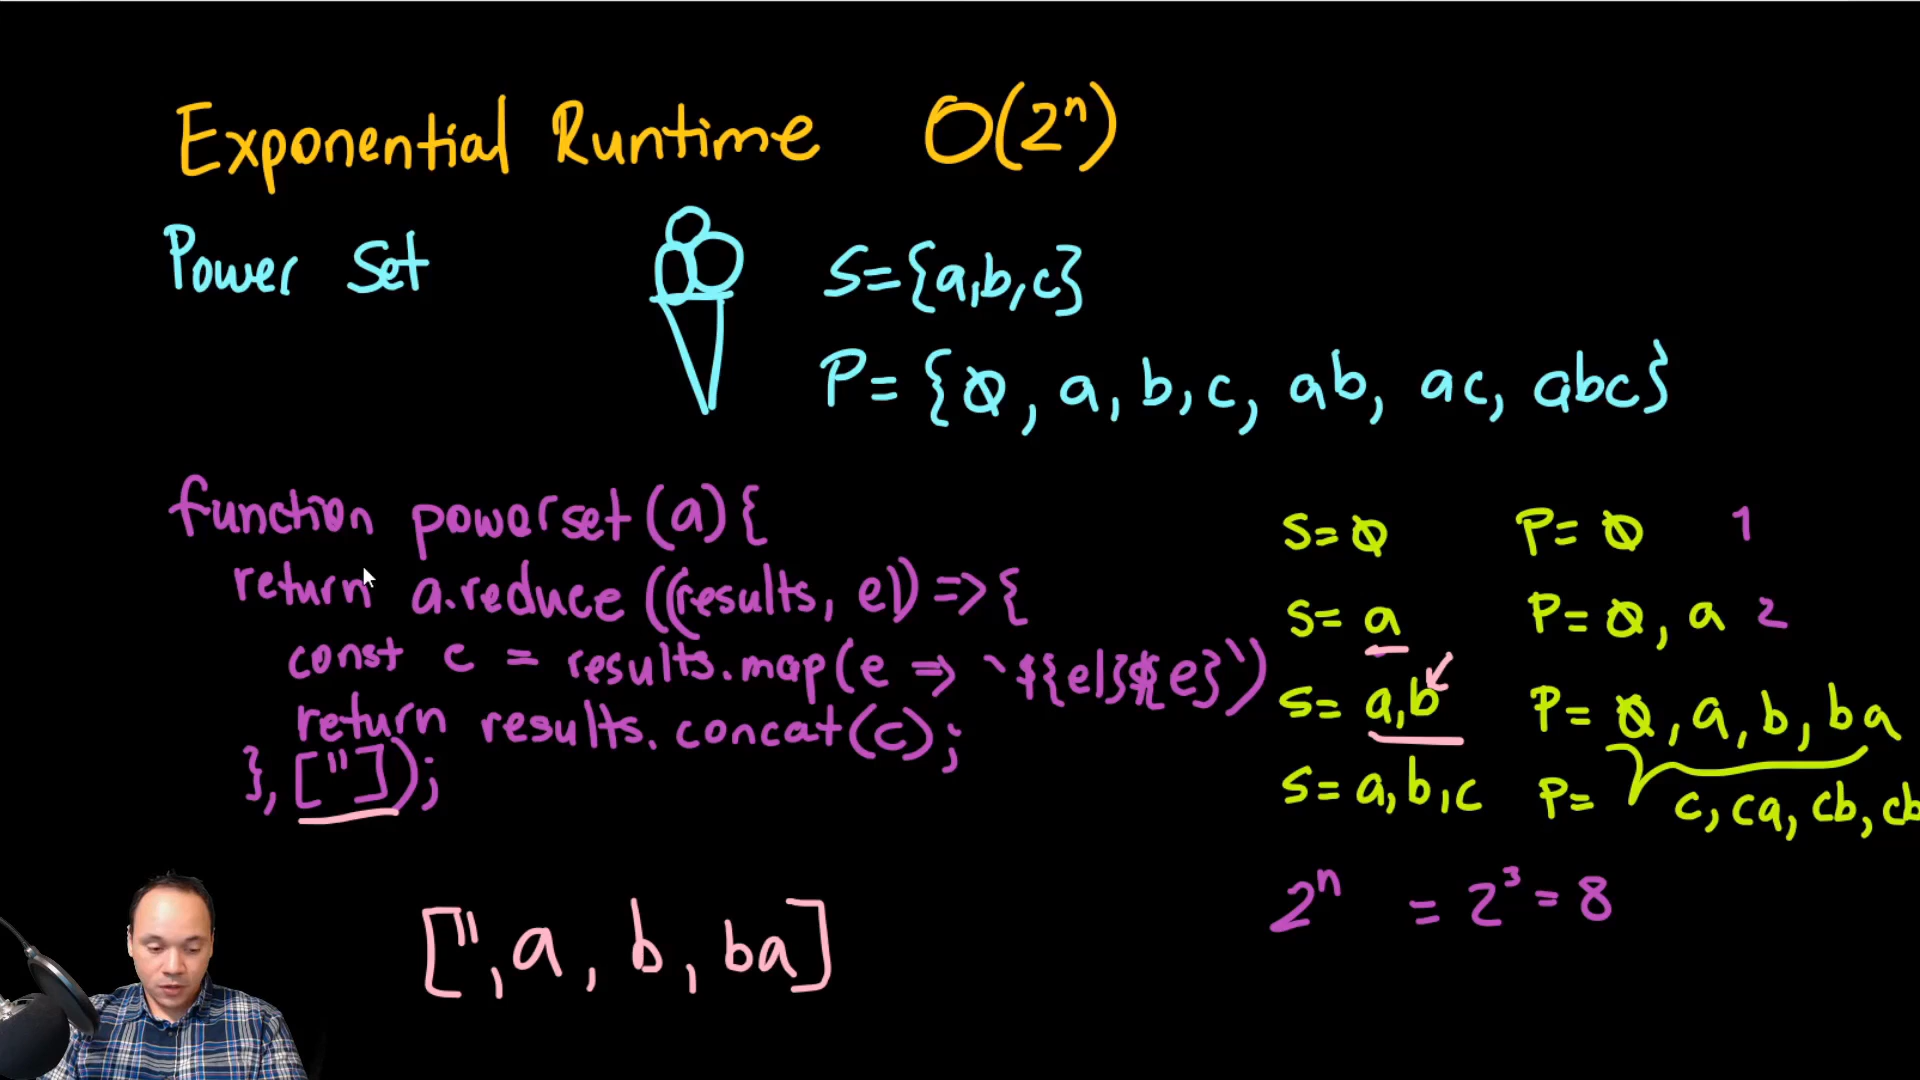 Exponential Runtime O(2ⁿ)
Power Set
S={a,b,c}
P={∅, a, b, c, ab, ac, abc}
function powerset (a) {
return a.reduce ((results, e)) => {
const c = results.map(e => `${el}${e}`)
return results.concat(c);
}, ['']);
['', a, b, ba]
S= ∅ P= ∅ 1
S= a P= ∅, a 2
S= a,b P= ∅, a, b, ba
S= a,b,c P= c, ca, cb, cb
2ⁿ = 2³ = 8